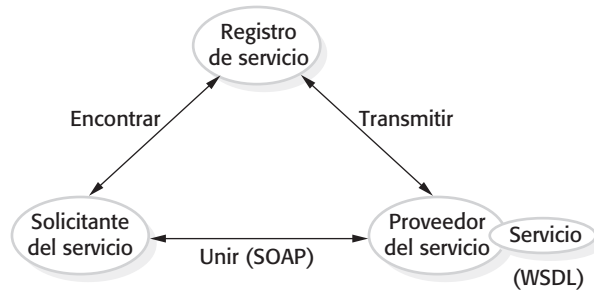 Registro
de servicio
Encontrar
Transmitir
Solicitante
del servicio
Unir (SOAP)
Proveedor
del servicio
Servicio
(WSDL)